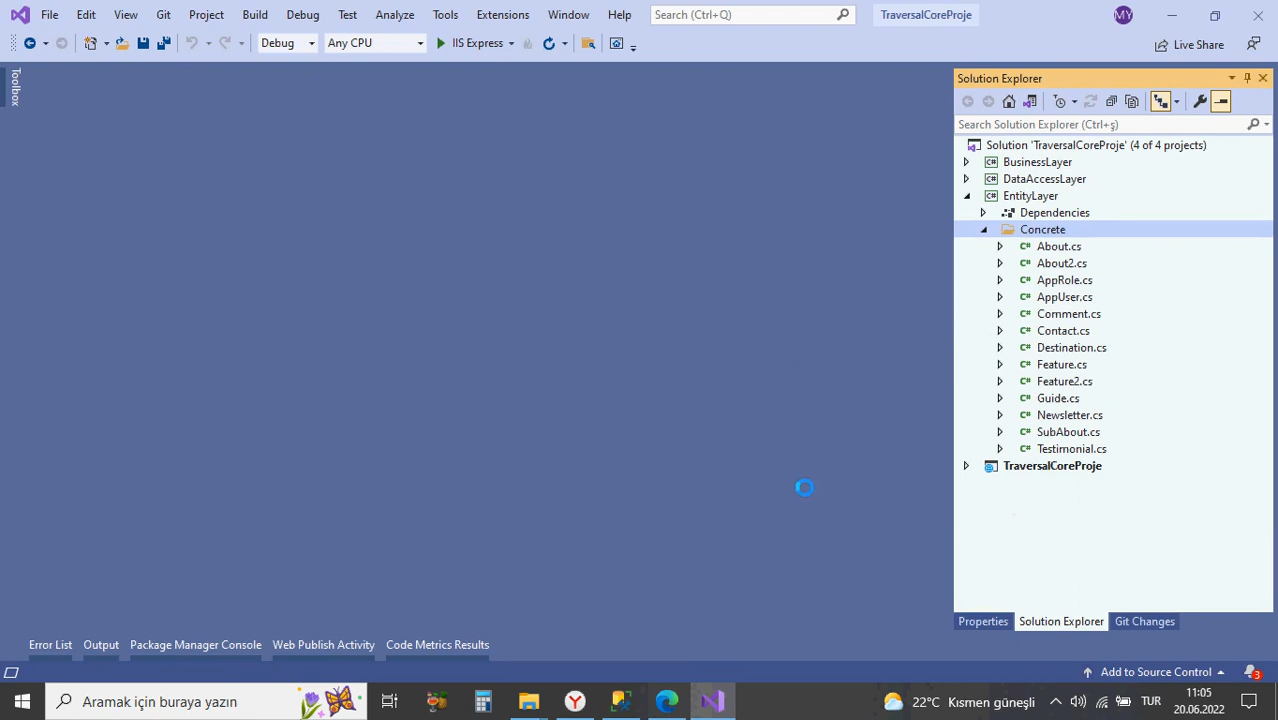 File Edit View Git Project Build Debug Test Analyze Tools Extensions Window Help Search (Ctrl+Q) TraversalCoreProje MY
Debug Any CPU IIS Express Live Share
Toolbox
Solution Explorer
Search Solution Explorer (Ctrl+ş)
Solution 'TraversalCoreProje' (4 of 4 projects)
BusinessLayer
DataAccessLayer
EntityLayer
Dependencies
Concrete
About.cs
About2.cs
AppRole.cs
AppUser.cs
Comment.cs
Contact.cs
Destination.cs
Feature.cs
Feature2.cs
Guide.cs
Newsletter.cs
SubAbout.cs
Testimonial.cs
TraversalCoreProje
Properties Solution Explorer Git Changes
Error List Output Package Manager Console Web Publish Activity Code Metrics Results
Add to Source Control 3
Aramak için buraya yazın 22°C Kısmen güneşli TUR 11:05
20.06.2022